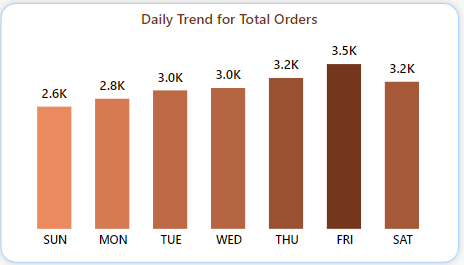 Daily Trend for Total Orders
2.6K
2.8K
3.0K
3.0K
3.2K
3.5K
3.2K
SUN MON TUE WED THU FRI SAT